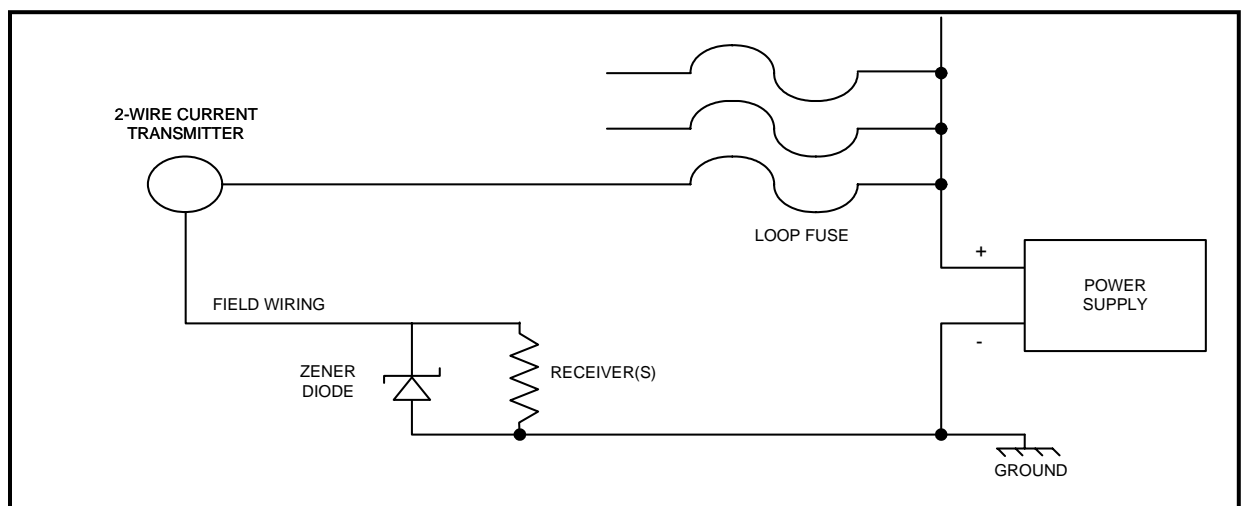 2-WIRE CURRENT
TRANSMITTER
LOOP FUSE
+
POWER
SUPPLY
-
FIELD WIRING
ZENER
DIODE
RECEIVER(S)
GROUND